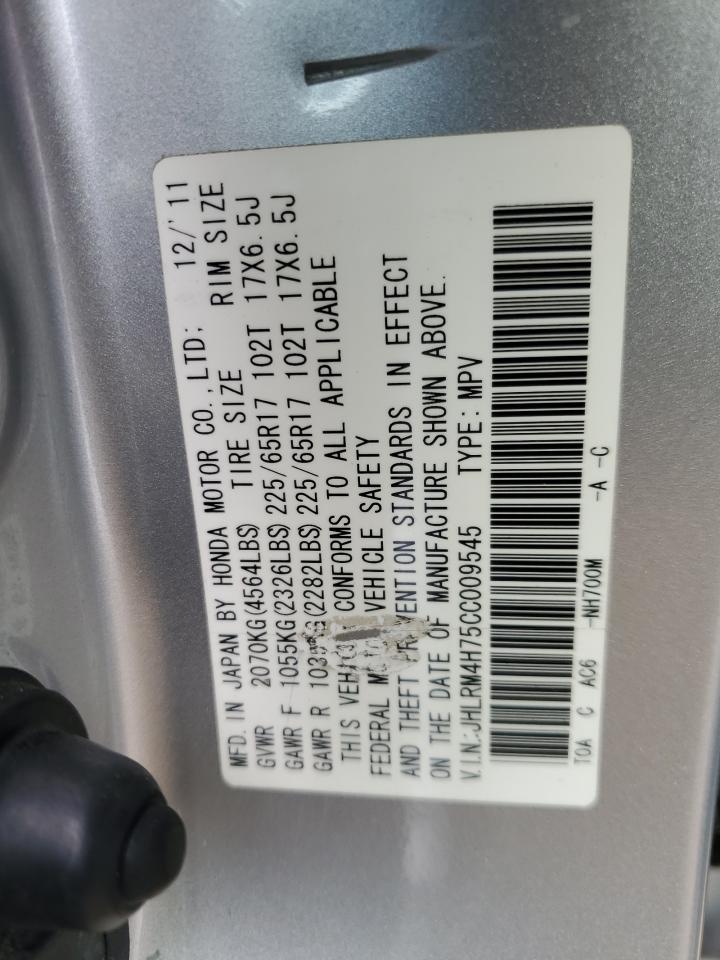 MFD. IN JAPAN BY HONDA MOTOR CO., LTD: 12/'11
GVWR 2070KG(4564LBS) TIRE SIZE RIM SIZE
GAWR F 1055KG(2326LBS) 225/65R17 102T 17X6.5J
GAWR R (2282LBS) 225/65R17 102T 17X6.5J
THIS CONFORMS TO ALL APPLICABLE
FEDERAL VEHICLE SAFETY
AND THEFT STANDARDS IN EFFECT
ON THE DATE OF MANUFACTURE SHOWN ABOVE.
V.I.N:JHLRM4H75CC009545 TYPE: MPV
TOA C AC6 -NH700M -A -C